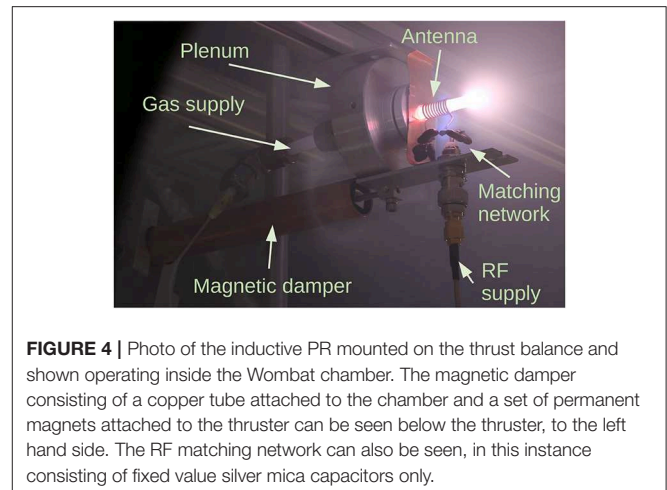 Antenna
Plenum
Gas supply
Matching
network
Magnetic damper
RF
supply
FIGURE 4 | Photo of the inductive PR mounted on the thrust balance and
shown operating inside the Wombat chamber. The magnetic damper
consisting of a copper tube attached to the chamber and a set of permanent
magnets attached to the thruster can be seen below the thruster, to the left
hand side. The RF matching network can also be seen, in this instance
consisting of fixed value silver mica capacitors only.